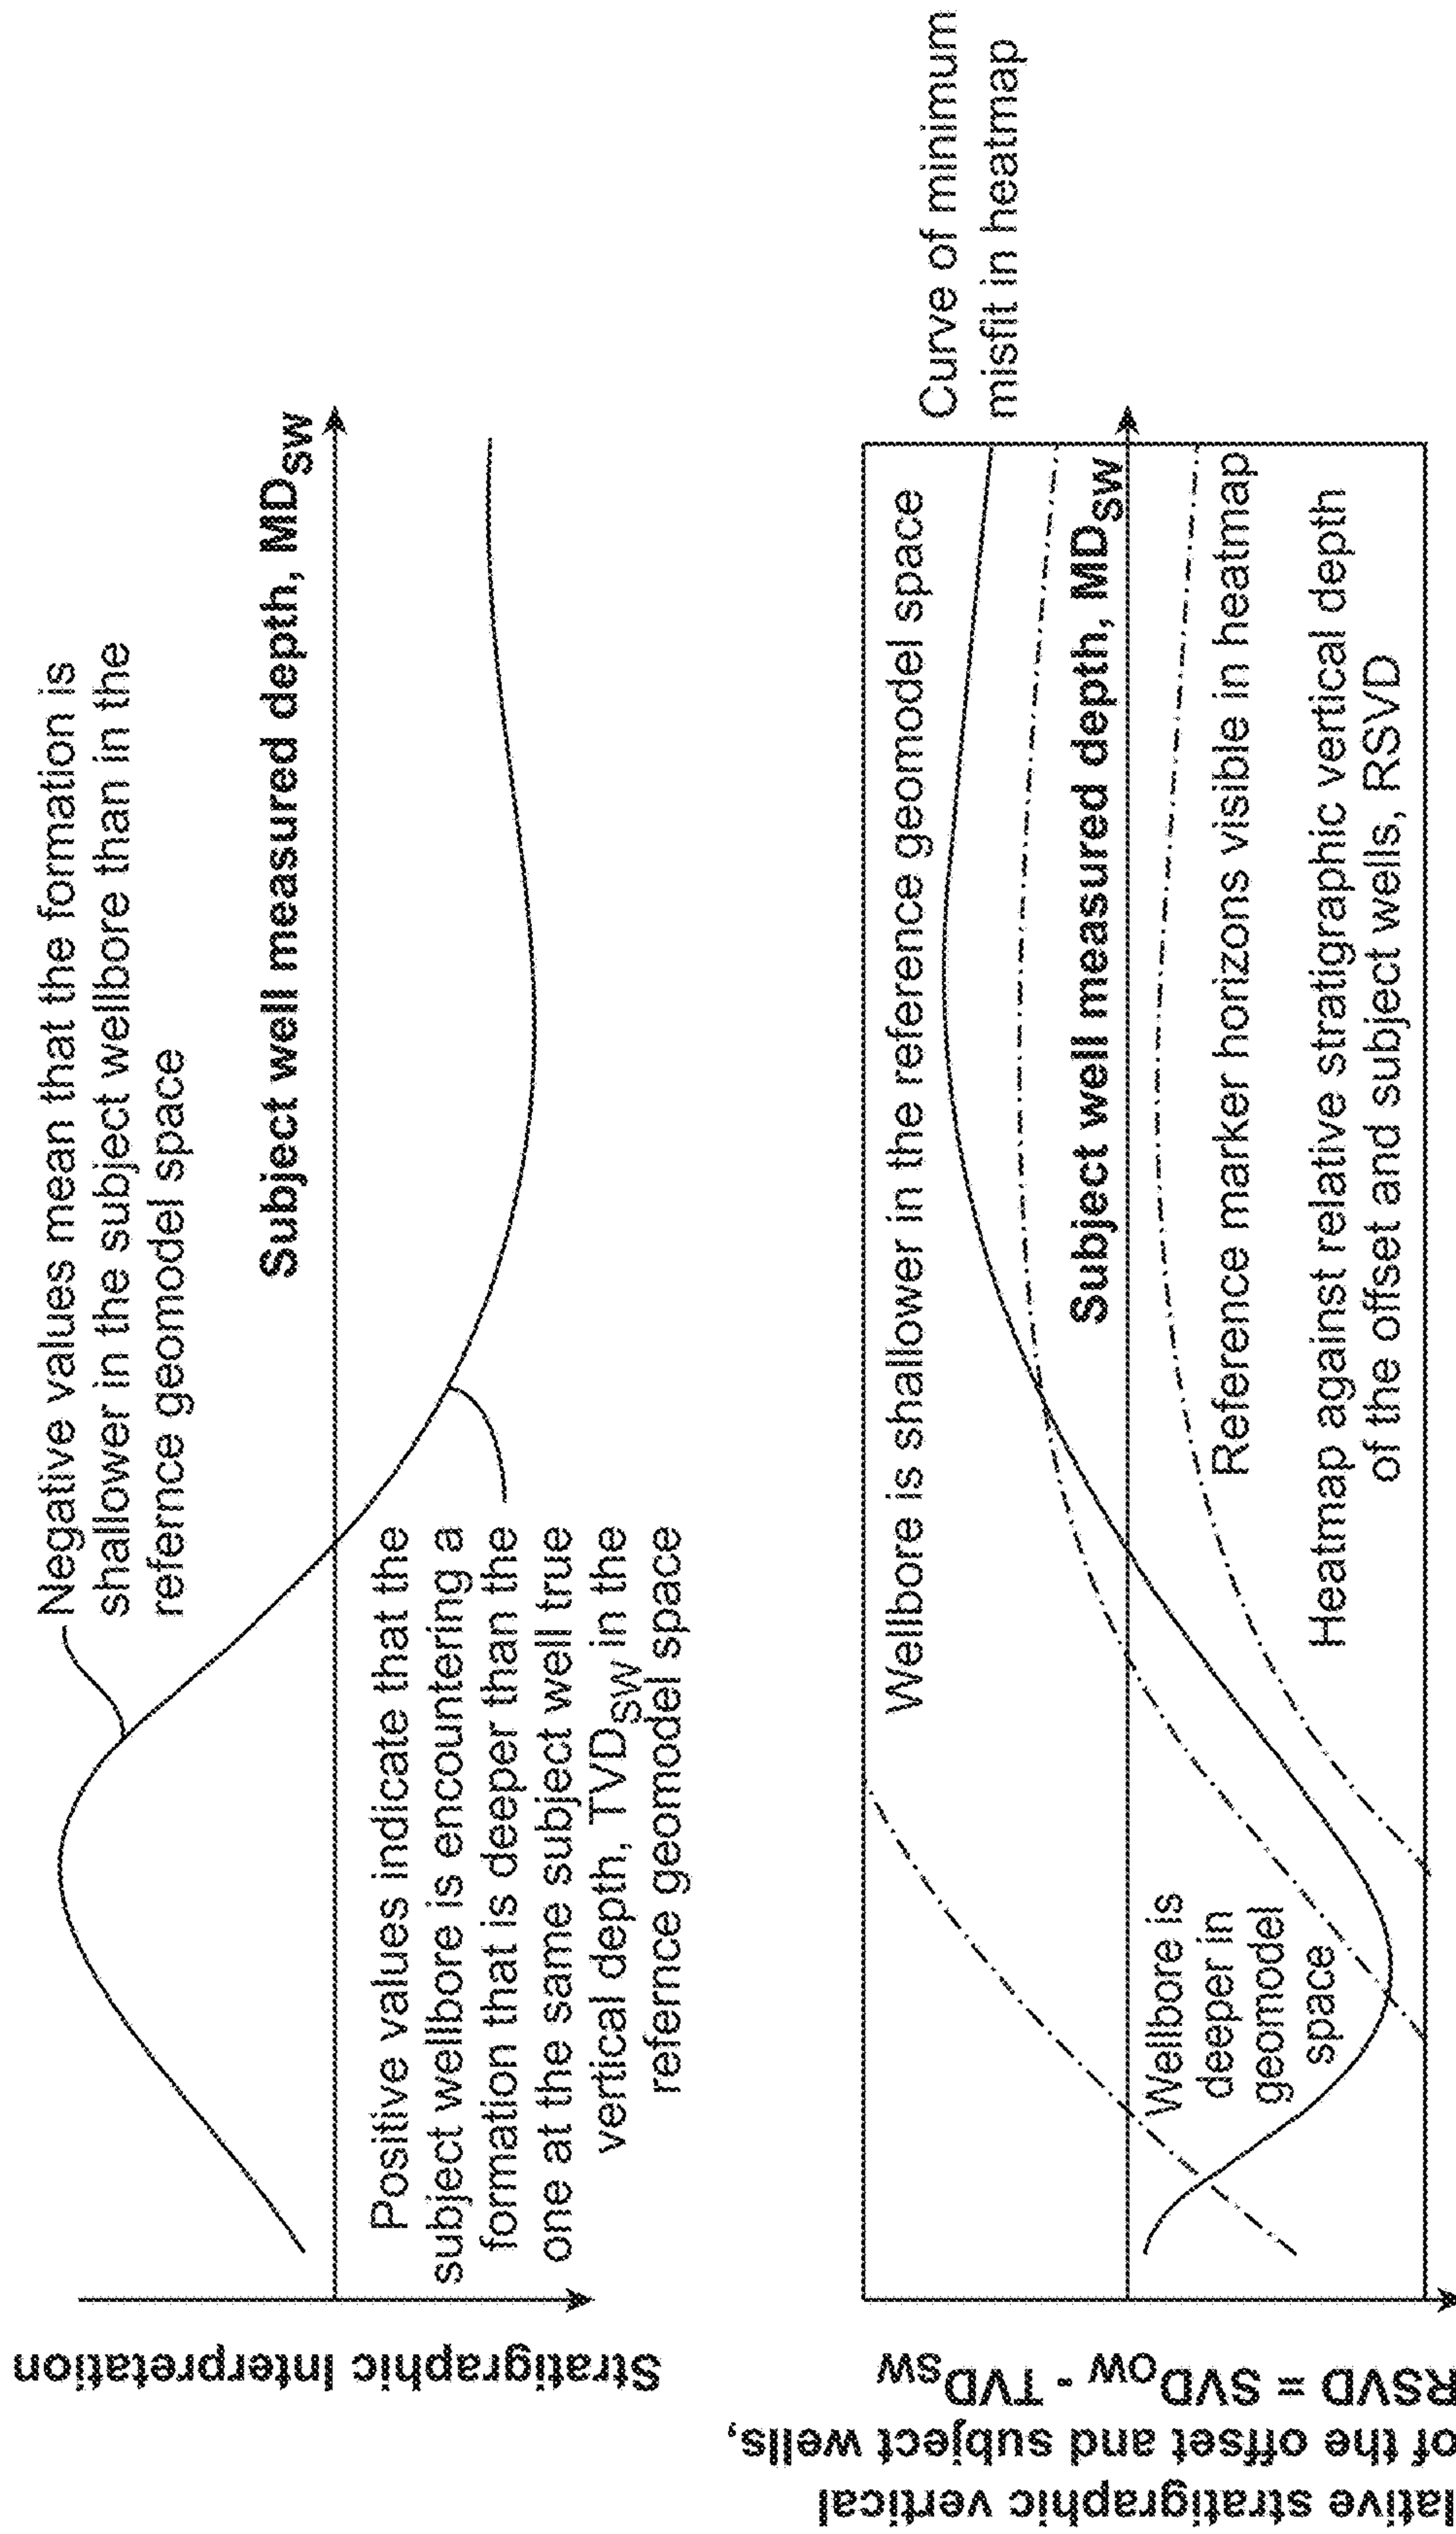 Stratigraphic Interpretation
Negative values mean that the formation is
shallower in the subject wellbore than in the
refernce geomodel space
Subject well measured depth, MDSW
Positive values indicate that the
subject wellbore is encountering a
formation that is deeper than the
one at the same subject well true
vertical depth, TVDSW in the
refernce geomodel space
lative stratigraphic vertical
of the offset and subject wells,
RSVD = SVDOW - TVDSW
Wellbore is shallower in the reference geomodel space
Curve of minimum
misfit in heatmap
Subject well measured depth, MDSW
Wellbore is
deeper in
geomodel
space
Reference marker horizons visible in heatmap
Heatmap against relative stratigraphic vertical depth
of the offset and subject wells, RSVD